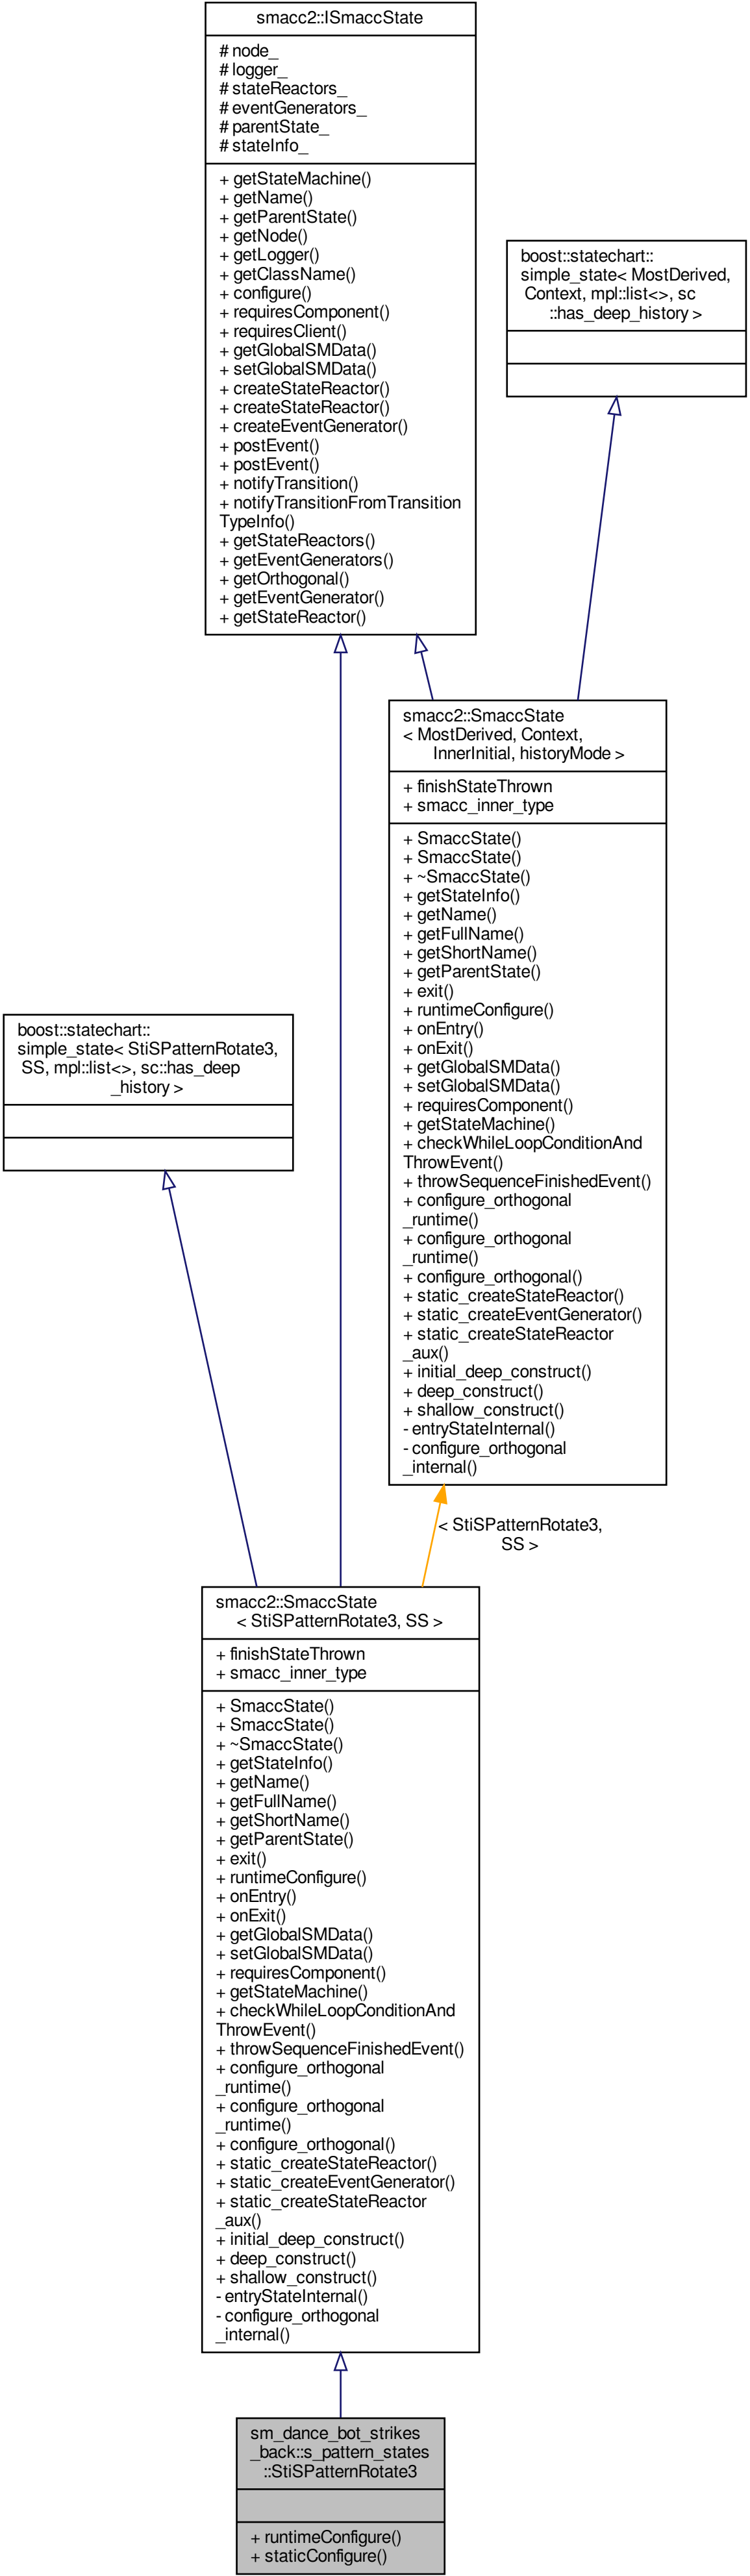 smacc2::ISmaccState
# node_
# logger_
# stateReactors_
# eventGenerators_
# parentState_
# stateInfo_
+ getStateMachine()
+ getName()
+ getParentState()
+ getNode()
+ getLogger()
+ getClassName()
+ configure()
+ requiresComponent()
+ requiresClient()
+ getGlobalSMData()
+ setGlobalSMData()
+ createStateReactor()
+ createStateReactor()
+ createEventGenerator()
+ postEvent()
+ postEvent()
+ notifyTransition()
+ notifyTransitionFromTransition
TypeInfo()
+ getStateReactors()
+ getEventGenerators()
+ getOrthogonal()
+ getEventGenerator()
+ getStateReactor()
boost::statechart::
simple_state< MostDerived,
Context, mpl::list<>, sc
::has_deep_history >
smacc2::SmaccState
< MostDerived, Context,
InnerInitial, historyMode >
+ finishStateThrown
+ smacc_inner_type
+ SmaccState()
+ SmaccState()
+ ~SmaccState()
+ getStateInfo()
+ getName()
+ getFullName()
+ getShortName()
+ getParentState()
+ exit()
+ runtimeConfigure()
+ onEntry()
+ onExit()
+ getGlobalSMData()
+ setGlobalSMData()
+ requiresComponent()
+ getStateMachine()
+ checkWhileLoopConditionAnd
ThrowEvent()
+ throwSequenceFinishedEvent()
+ configure_orthogonal
_runtime()
+ configure_orthogonal
_runtime()
+ configure_orthogonal()
+ static_createStateReactor()
+ static_createEventGenerator()
+ static_createStateReactor
_aux()
+ initial_deep_construct()
+ deep_construct()
+ shallow_construct()
- entryStateInternal()
- configure_orthogonal
_internal()
boost::statechart::
simple_state< StiSPatternRotate3,
SS, mpl::list<>, sc::has_deep
_history >
< StiSPatternRotate3,
SS >
smacc2::SmaccState
< StiSPatternRotate3, SS >
+ finishStateThrown
+ smacc_inner_type
+ SmaccState()
+ SmaccState()
+ ~SmaccState()
+ getStateInfo()
+ getName()
+ getFullName()
+ getShortName()
+ getParentState()
+ exit()
+ runtimeConfigure()
+ onEntry()
+ onExit()
+ getGlobalSMData()
+ setGlobalSMData()
+ requiresComponent()
+ getStateMachine()
+ checkWhileLoopConditionAnd
ThrowEvent()
+ throwSequenceFinishedEvent()
+ configure_orthogonal
_runtime()
+ configure_orthogonal
_runtime()
+ configure_orthogonal()
+ static_createStateReactor()
+ static_createEventGenerator()
+ static_createStateReactor
_aux()
+ initial_deep_construct()
+ deep_construct()
+ shallow_construct()
- entryStateInternal()
- configure_orthogonal
_internal()
sm_dance_bot_strikes
_back::s_pattern_states
::StiSPatternRotate3
+ runtimeConfigure()
+ staticConfigure()